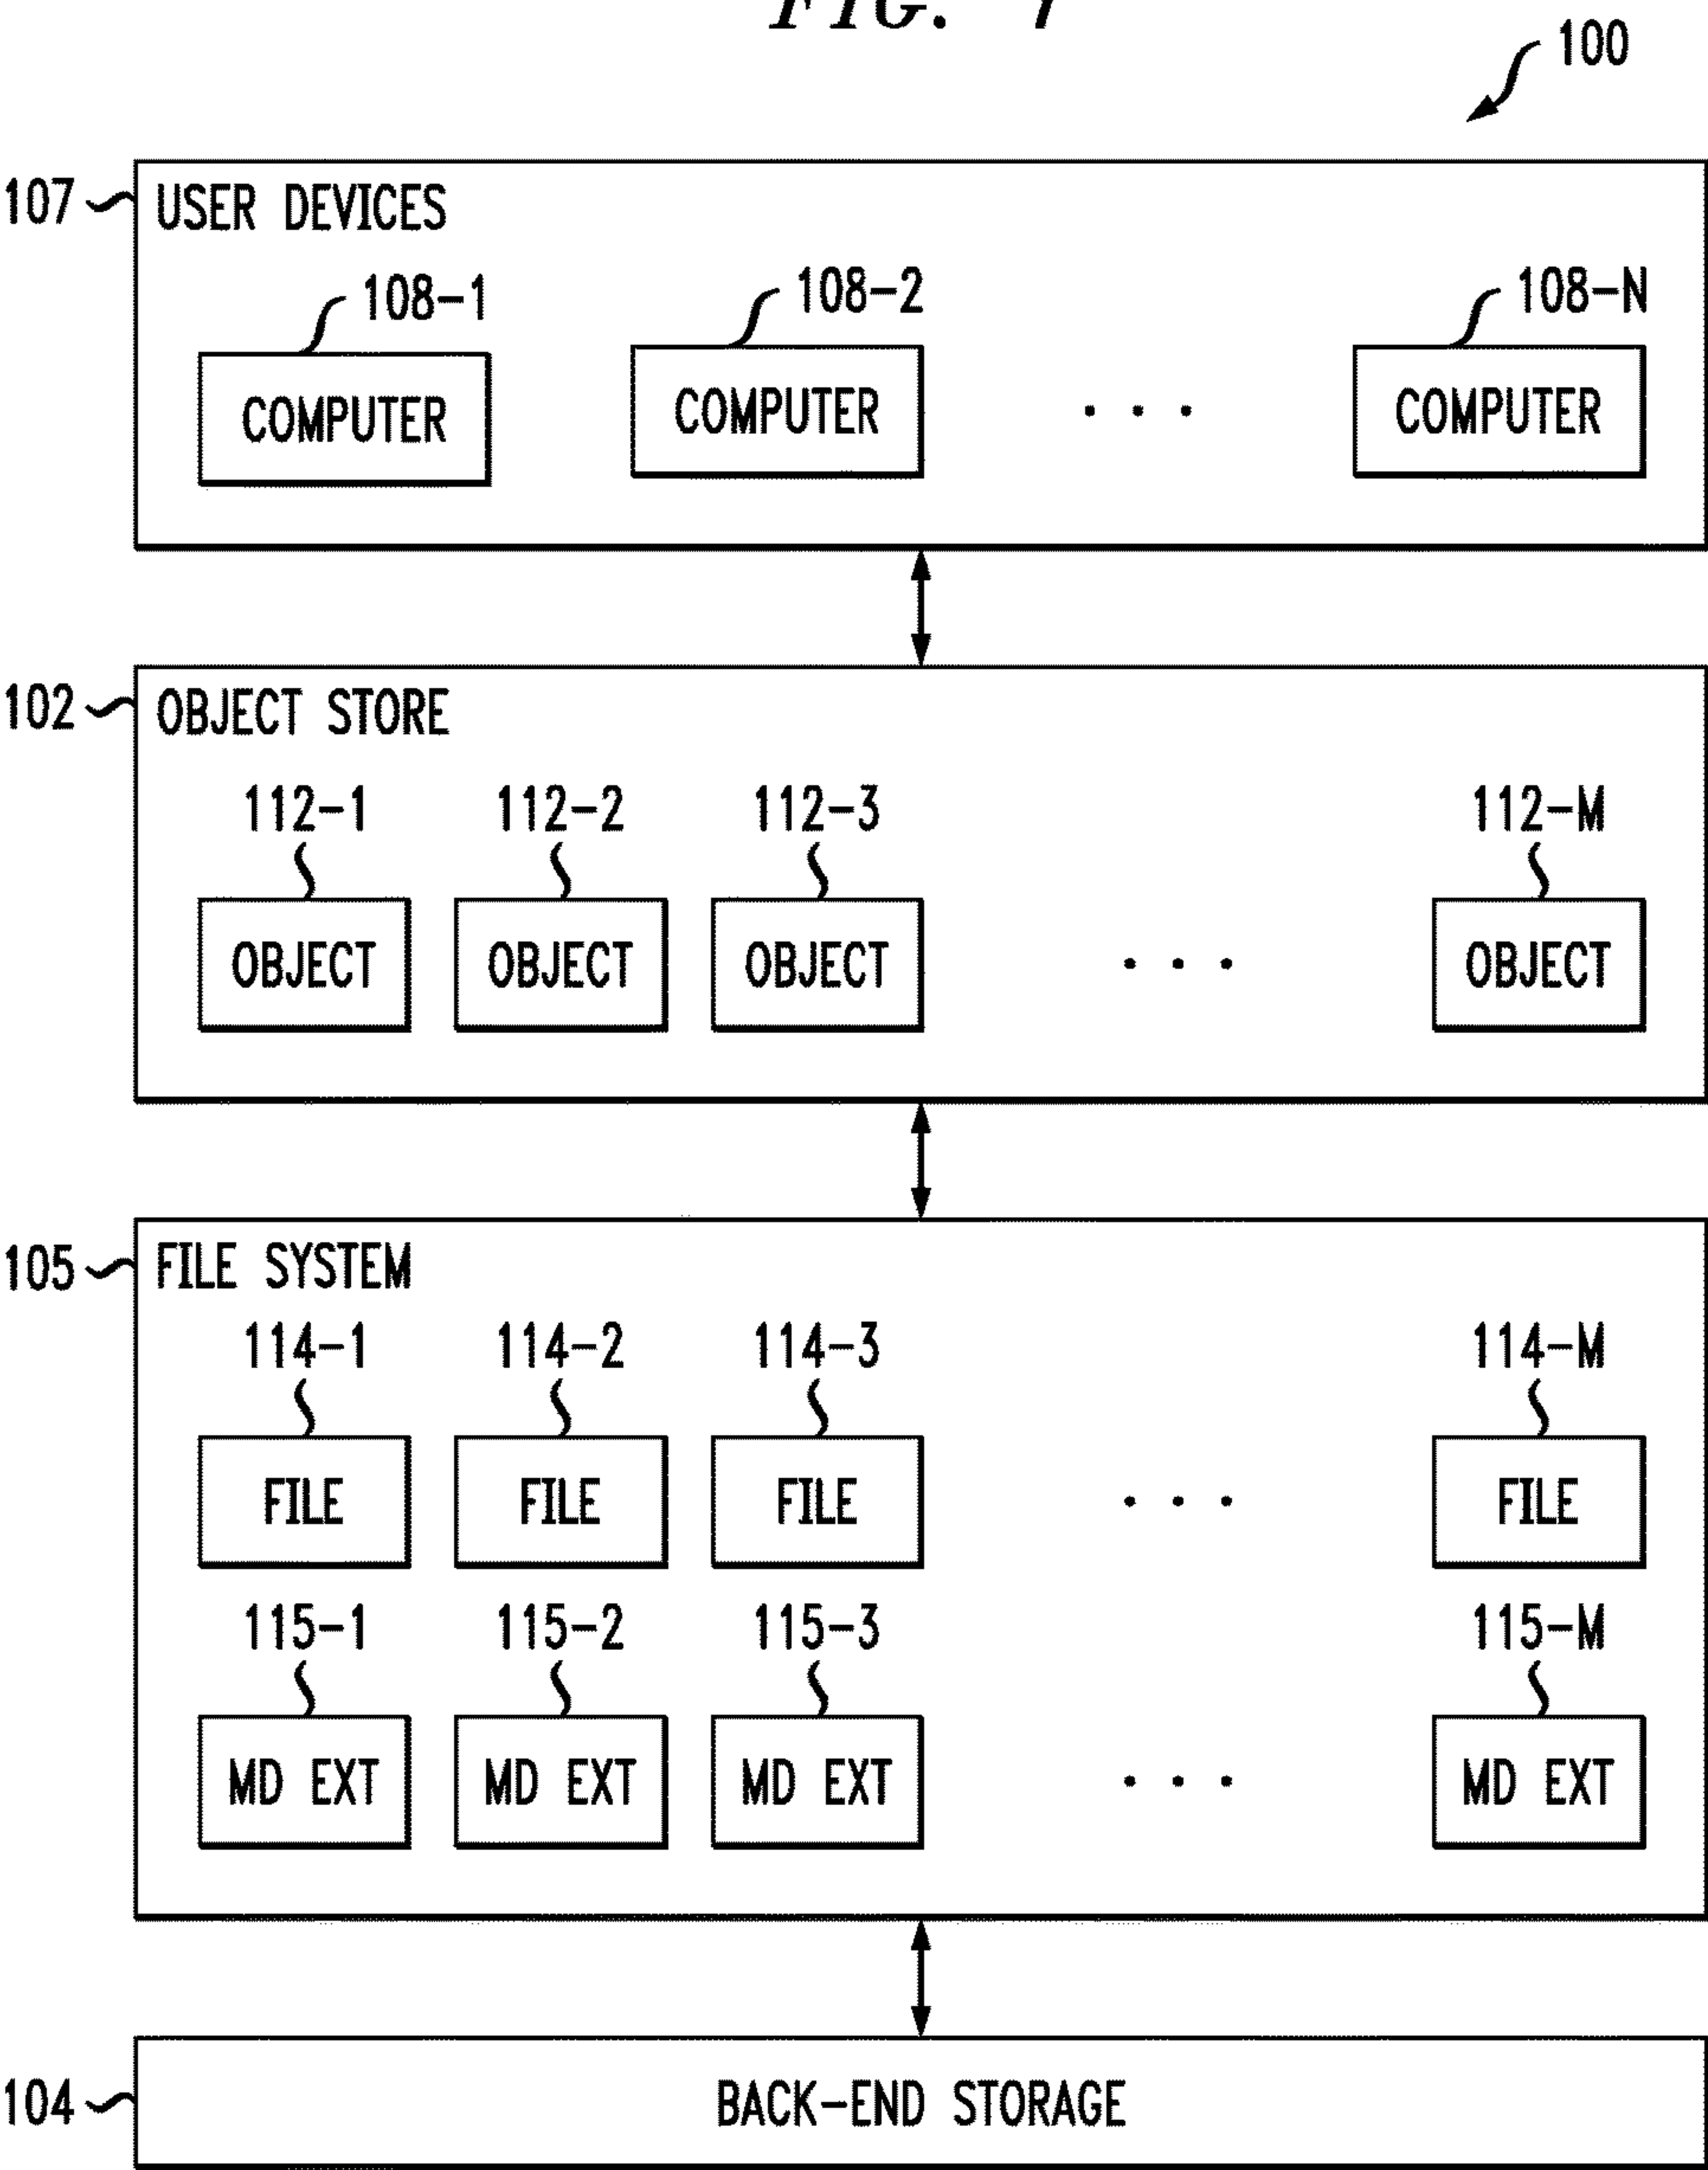 FIG. 1
100
107
USER DEVICES
108-1
108-2
108-N
COMPUTER
COMPUTER
. . .
COMPUTER
102
OBJECT STORE
112-1
112-2
112-3
112-M
OBJECT
OBJECT
OBJECT
. . .
OBJECT
105
FILE SYSTEM
114-1
114-2
114-3
114-M
FILE
FILE
FILE
. . .
FILE
115-1
115-2
115-3
115-M
MD EXT
MD EXT
MD EXT
. . .
MD EXT
104
BACK-END STORAGE